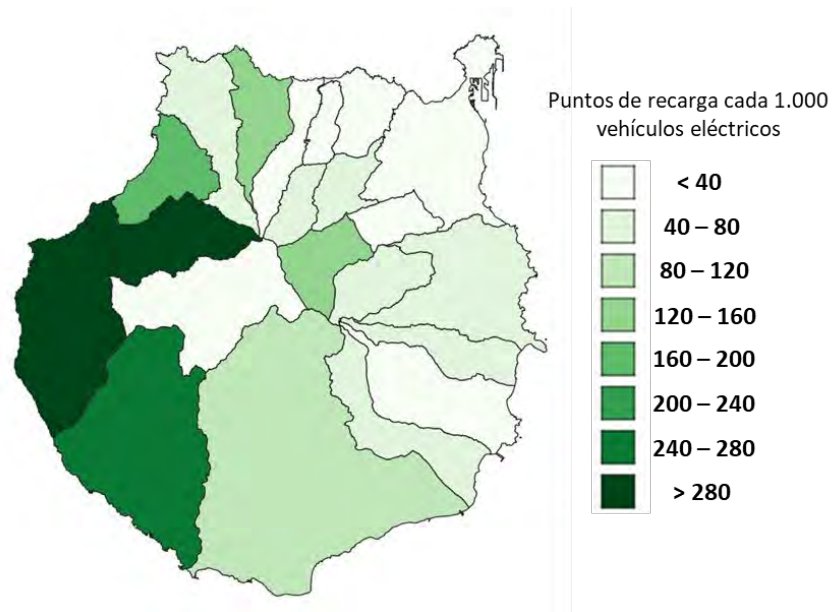 Puntos de recarga cada 1.000
vehículos eléctricos
< 40
40 – 80
80 – 120
120 – 160
160 – 200
200 – 240
240 – 280
> 280